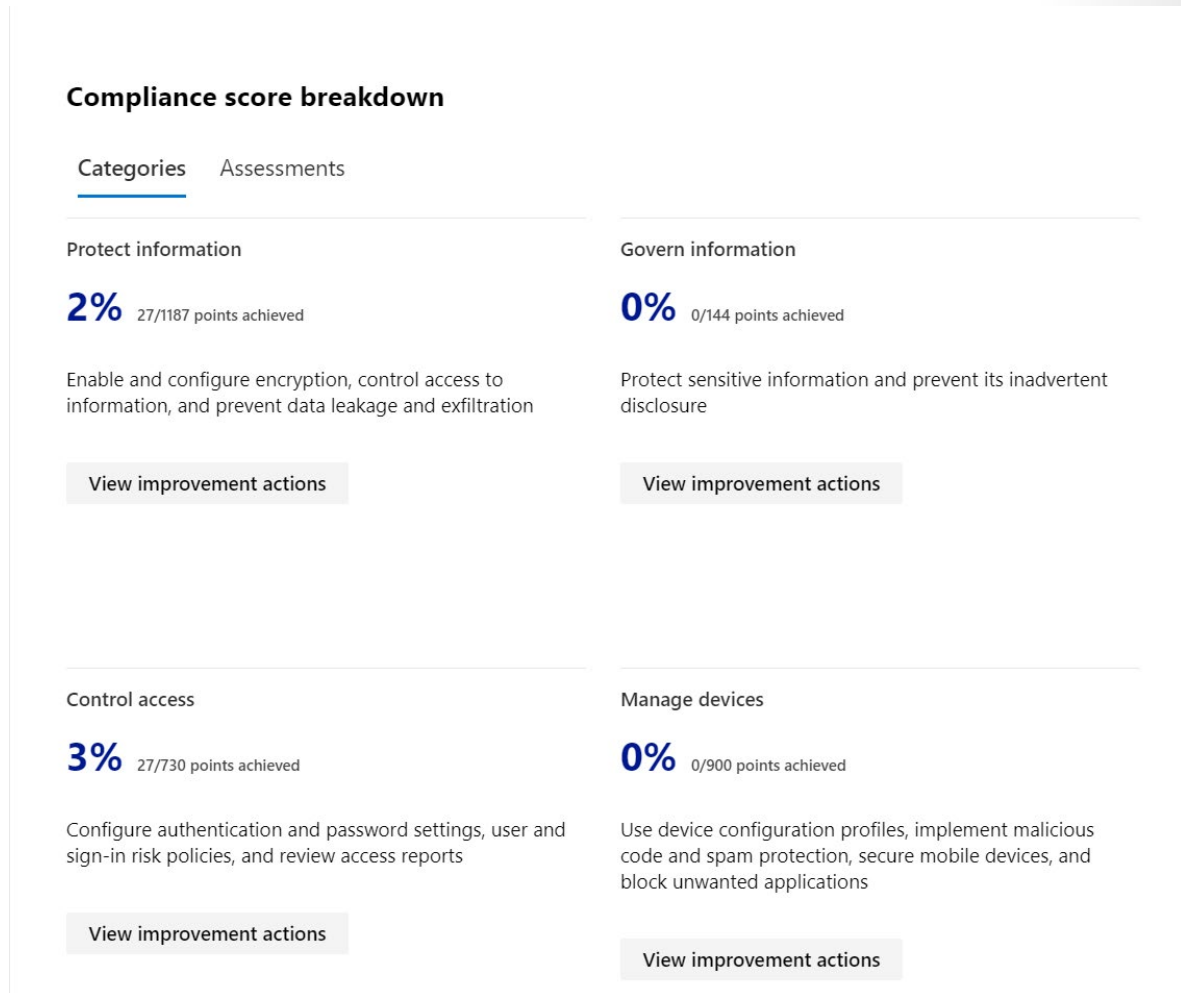 Compliance score breakdown
Categories Assessments
Protect information
2% 27/1187 points achieved
Enable and configure encryption, control access to
information, and prevent data leakage and exfiltration
View improvement actions
Govern information
0% 0/144 points achieved
Protect sensitive information and prevent its inadvertent
disclosure
View improvement actions
Control access
3% 27/730 points achieved
Configure authentication and password settings, user and
sign-in risk policies, and review access reports
View improvement actions
Manage devices
0% 0/900 points achieved
Use device configuration profiles, implement malicious
code and spam protection, secure mobile devices, and
block unwanted applications
View improvement actions